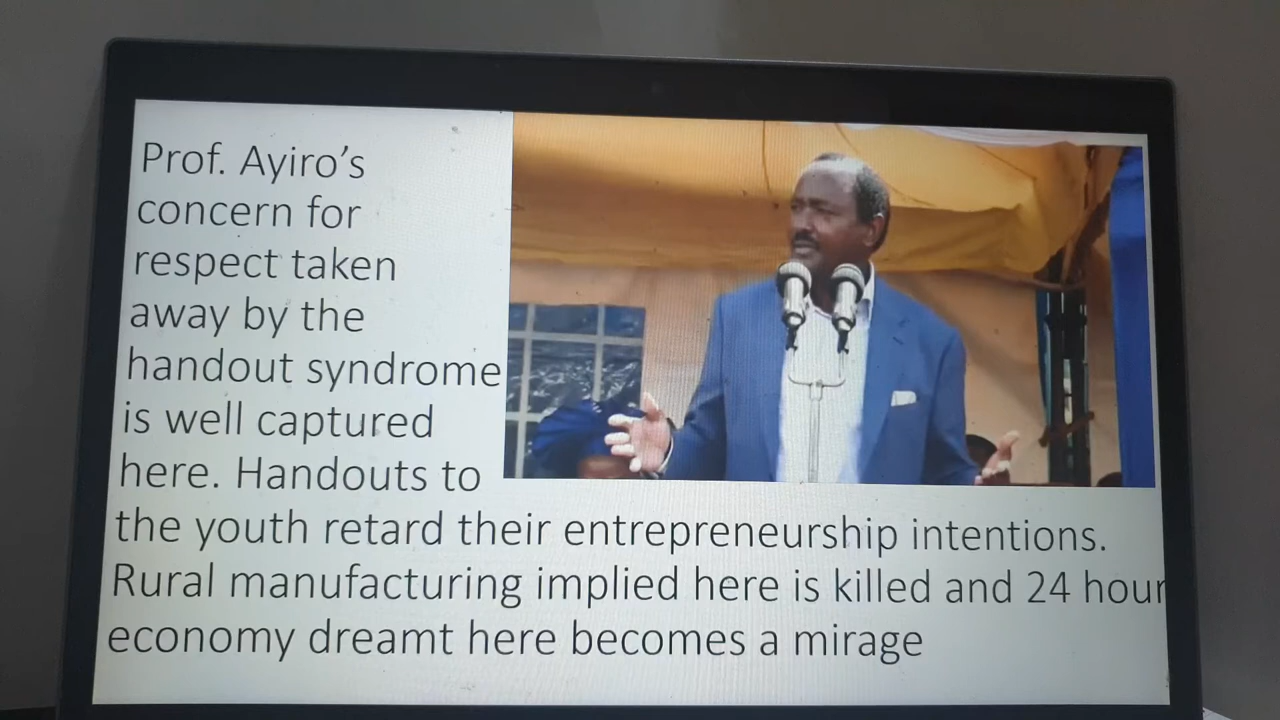 Prof. Ayiro’s
concern for
respect taken
away by the
handout syndrome
is well captured
here. Handouts to
the youth retard their entrepreneurship intentions.
Rural manufacturing implied here is killed and 24 hour
economy dreamt here becomes a mirage